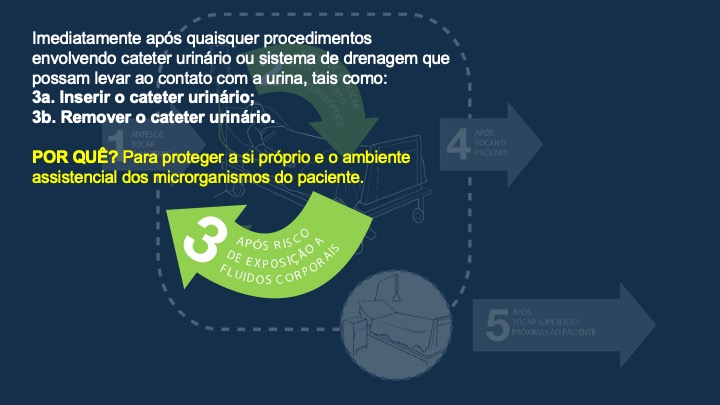 Imediatamente após quaisquer procedimentos
envolvendo cateter urinário ou sistema de drenagem que
possam levar ao contato com a urina, tais como:
3a. Inserir o cateter urinário;
3b. Remover o cateter urinário.
POR QUÊ? Para proteger a si próprio e o ambiente
assistencial dos microrganismos do paciente.
1 ANTES DE
TOCAR
4 APÓS
TOCAR O
PACIENTE
3 APÓS RISCO
DE EXPOSIÇÃO A
FLUIDOS CORPORAIS
5 APÓS
TOCAR SUPERFÍCIES
PRÓXIMAS AO PACIENTE